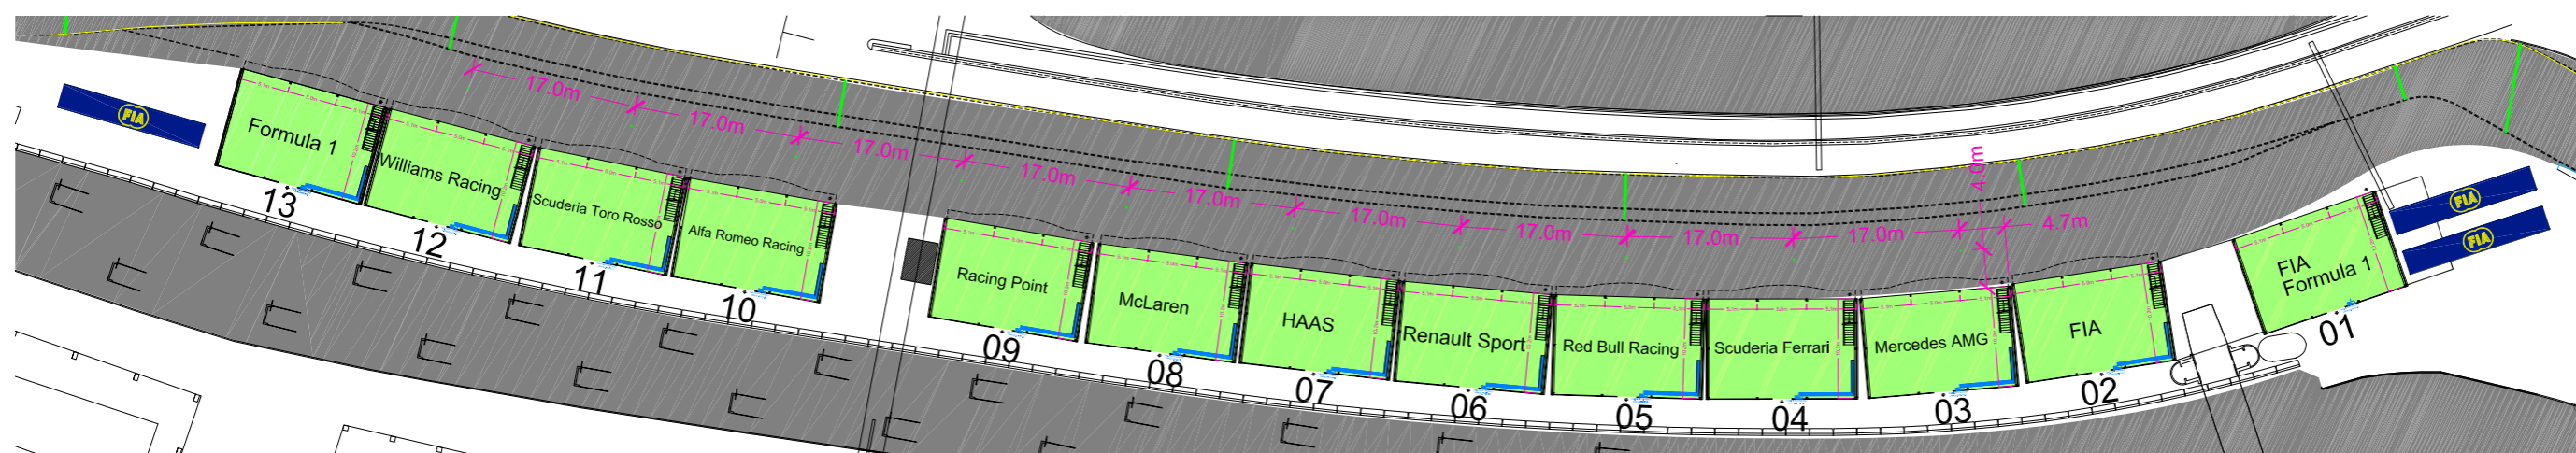 FIA
Formula 1
13
Williams Racing
12
Scuderia Toro Rosso
11
Alfa Romeo Racing
10
Racing Point
09
McLaren
08
HAAS
07
Renault Sport
06
Red Bull Racing
05
Scuderia Ferrari
04
Mercedes AMG
03
FIA
02
FIA
Formula 1
01
FIA
FIA
17.0m
17.0m
17.0m
17.0m
17.0m
17.0m
17.0m
17.0m
17.0m
4.0m
4.7m